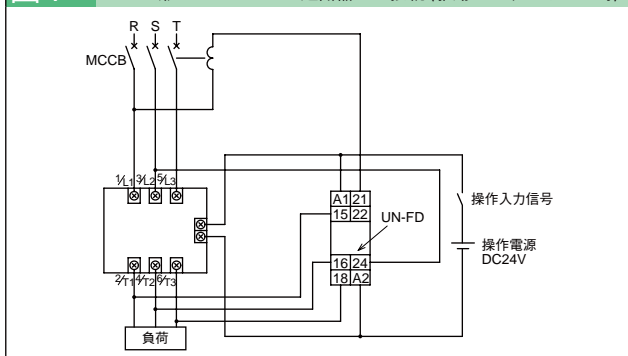 R S T
MCCB
1/L1 3/L2 5/L3
A1 21
15 22
UN-FD
操作入力信号
16 24
18 A2
操作電源
DC24V
2/T1 4/T2 6/T3
負荷